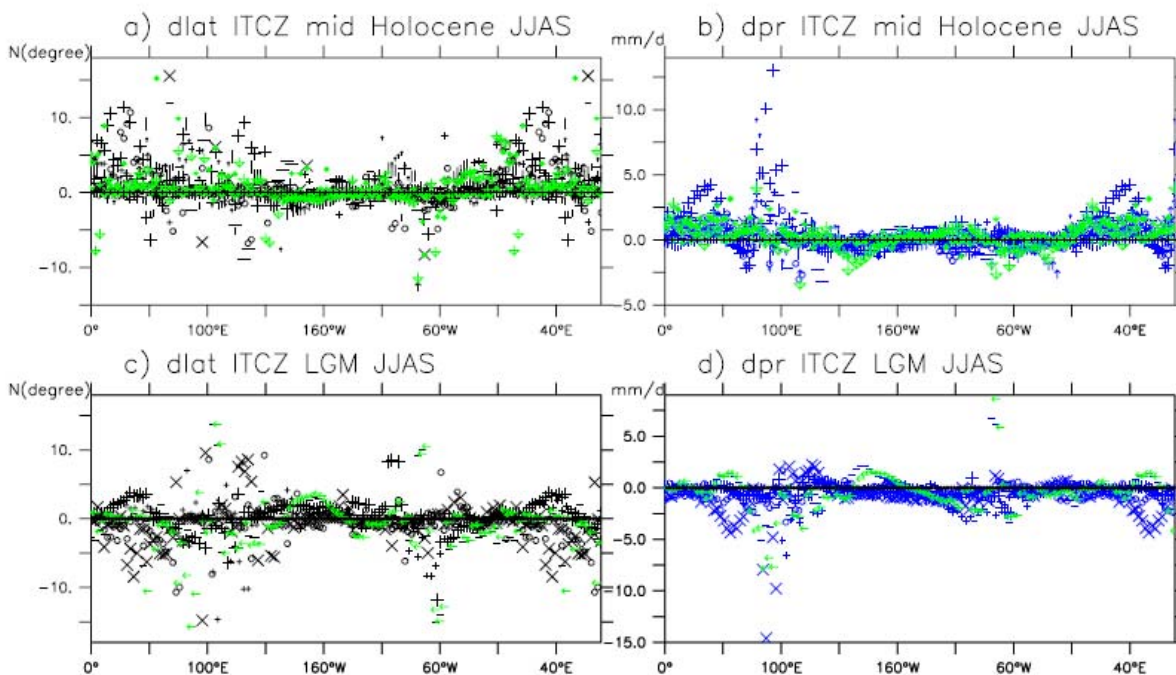 a) dlat ITCZ mid Holocene JJAS
N(degree)
10.
0.
−10.
0°
100°E
160°W
60°W
40°E
b) dpr ITCZ mid Holocene JJAS
mm/d
10.0
5.0
0.0
−5.0
0°
100°E
160°W
60°W
40°E
c) dlat ITCZ LGM JJAS
N(degree)
10.
0.
−10.
0°
100°E
160°W
60°W
40°E
d) dpr ITCZ LGM JJAS
mm/d
5.0
0.0
−5.0
−10.0
−15.0
0°
100°E
160°W
60°W
40°E